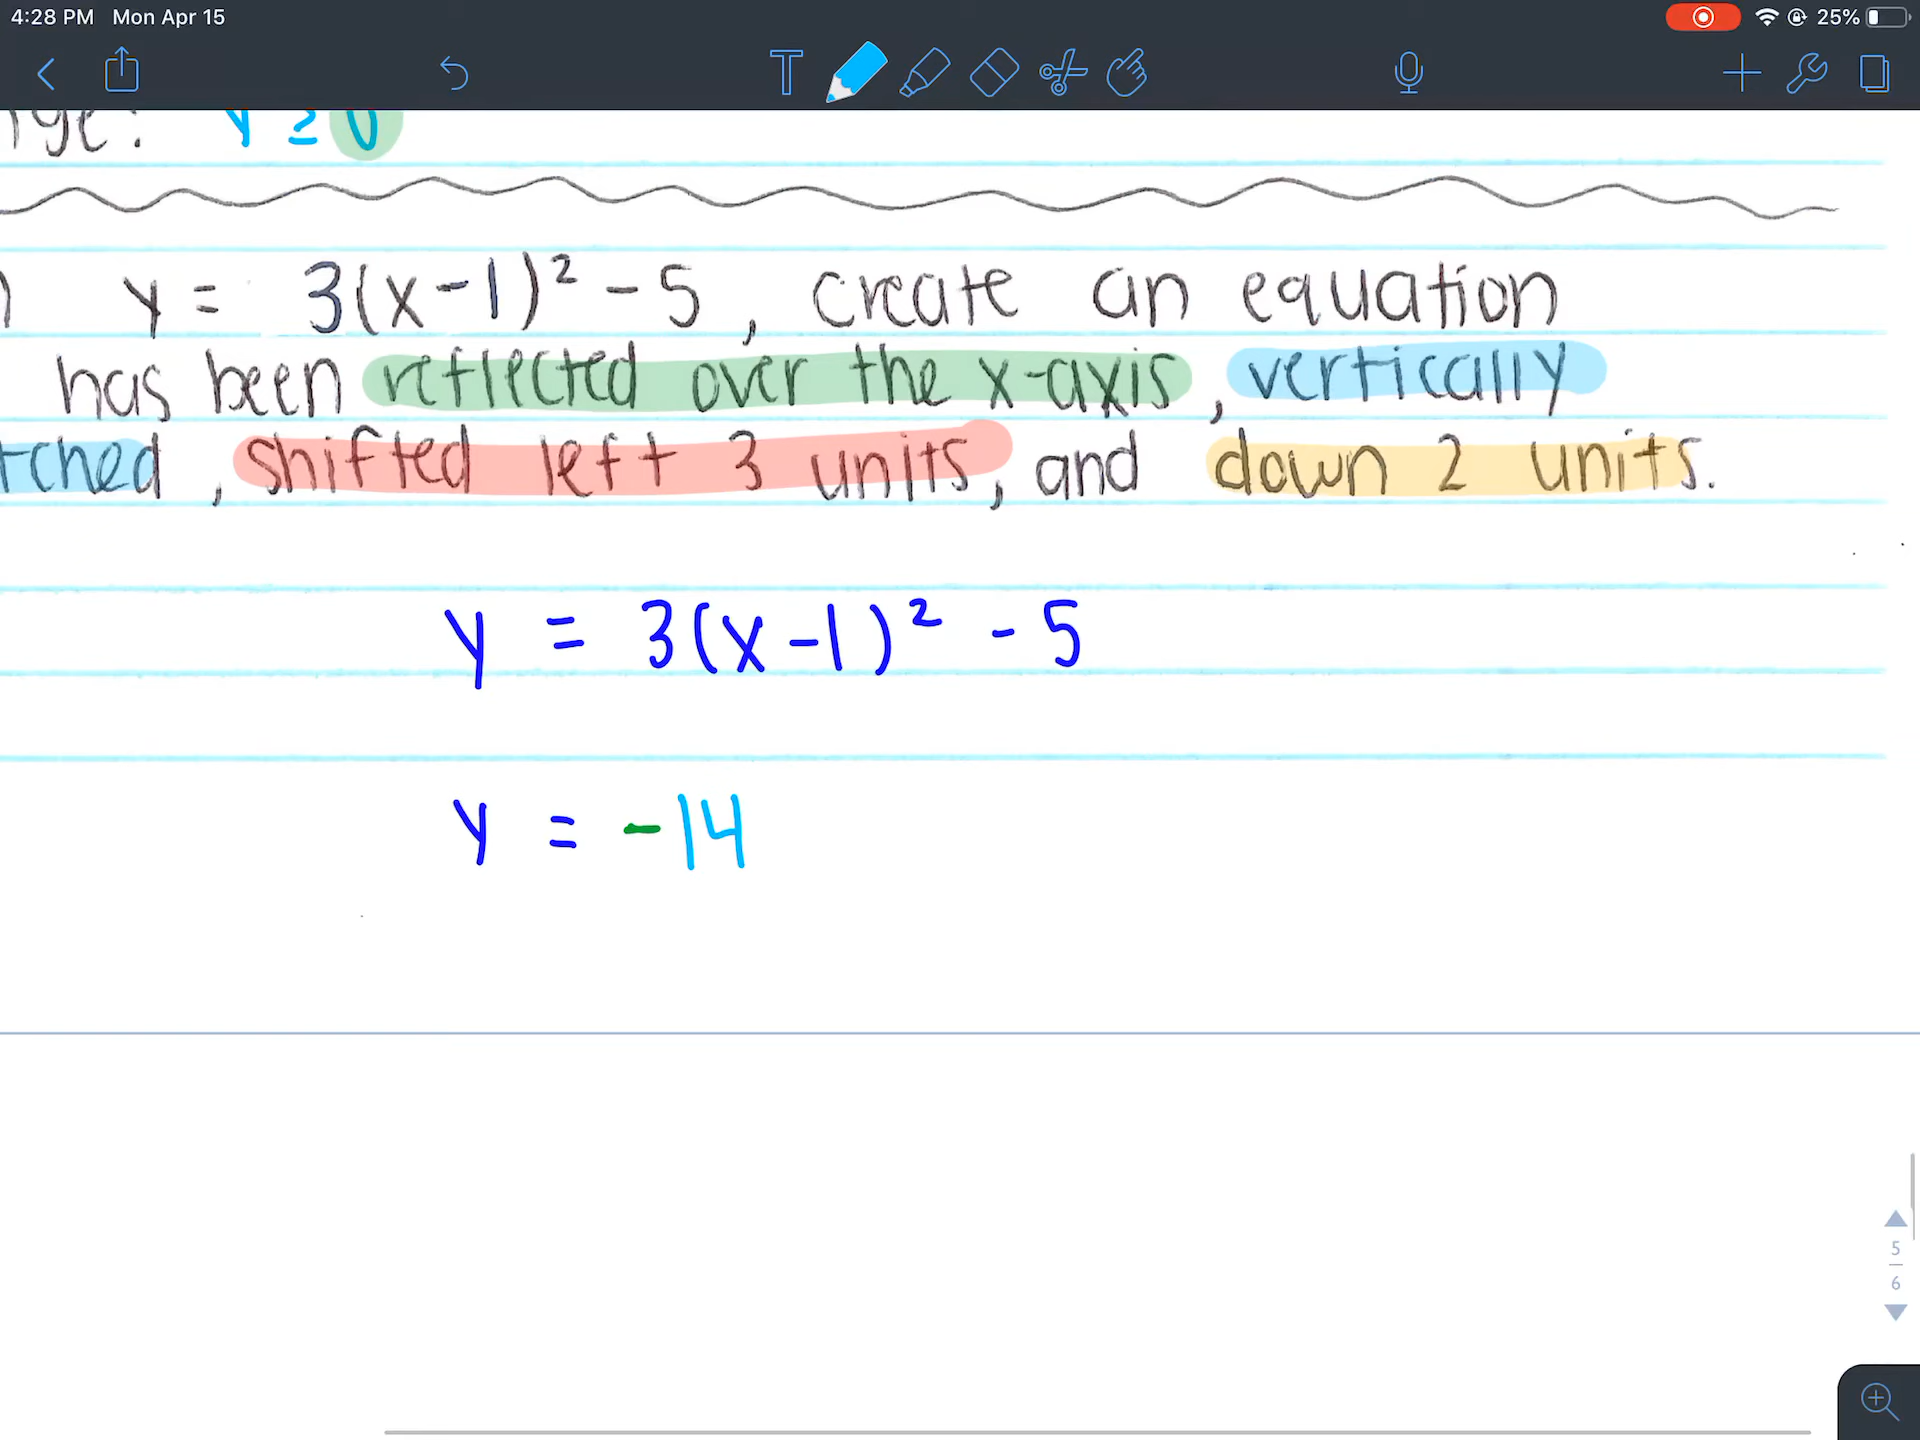 4:28 PM Mon Apr 15
25%
y ≥ 0
y = 3(x-1)² - 5, create an equation
has been reflected over the x-axis, vertically
, shifted left 3 units, and down 2 units.
y = 3(x-1)² - 5
y = -14
5
6